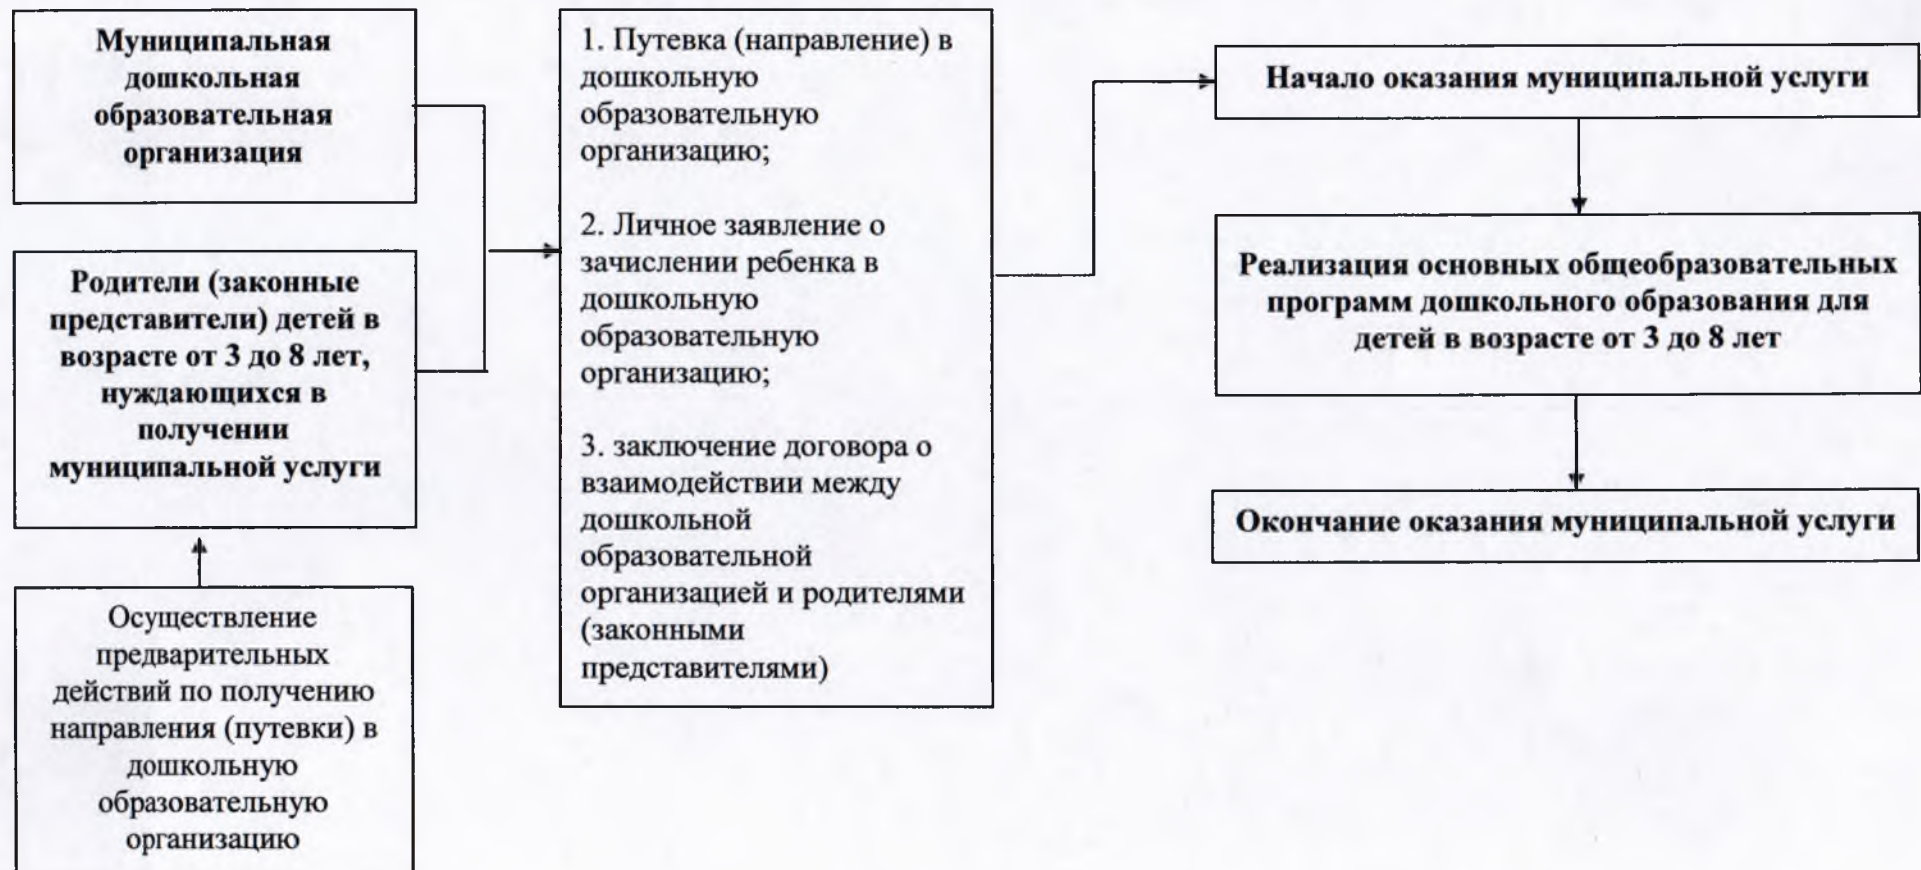 Муниципальная
дошкольная
образовательная
организация
Родители (законные
представители) детей в
возрасте от 3 до 8 лет,
нуждающихся в
получении
муниципальной услуги
Осуществление
предварительных
действий по получению
направления (путевки) в
дошкольную
образовательную
организацию
1. Путевка (направление) в
дошкольную
образовательную
организацию;
2. Личное заявление о
зачислении ребенка в
дошкольную
образовательную
организацию;
3. заключение договора о
взаимодействии между
дошкольной
образовательной
организацией и родителями
(законными
представителями)
Начало оказания муниципальной услуги
Реализация основных общеобразовательных
программ дошкольного образования для
детей в возрасте от 3 до 8 лет
Окончание оказания муниципальной услуги